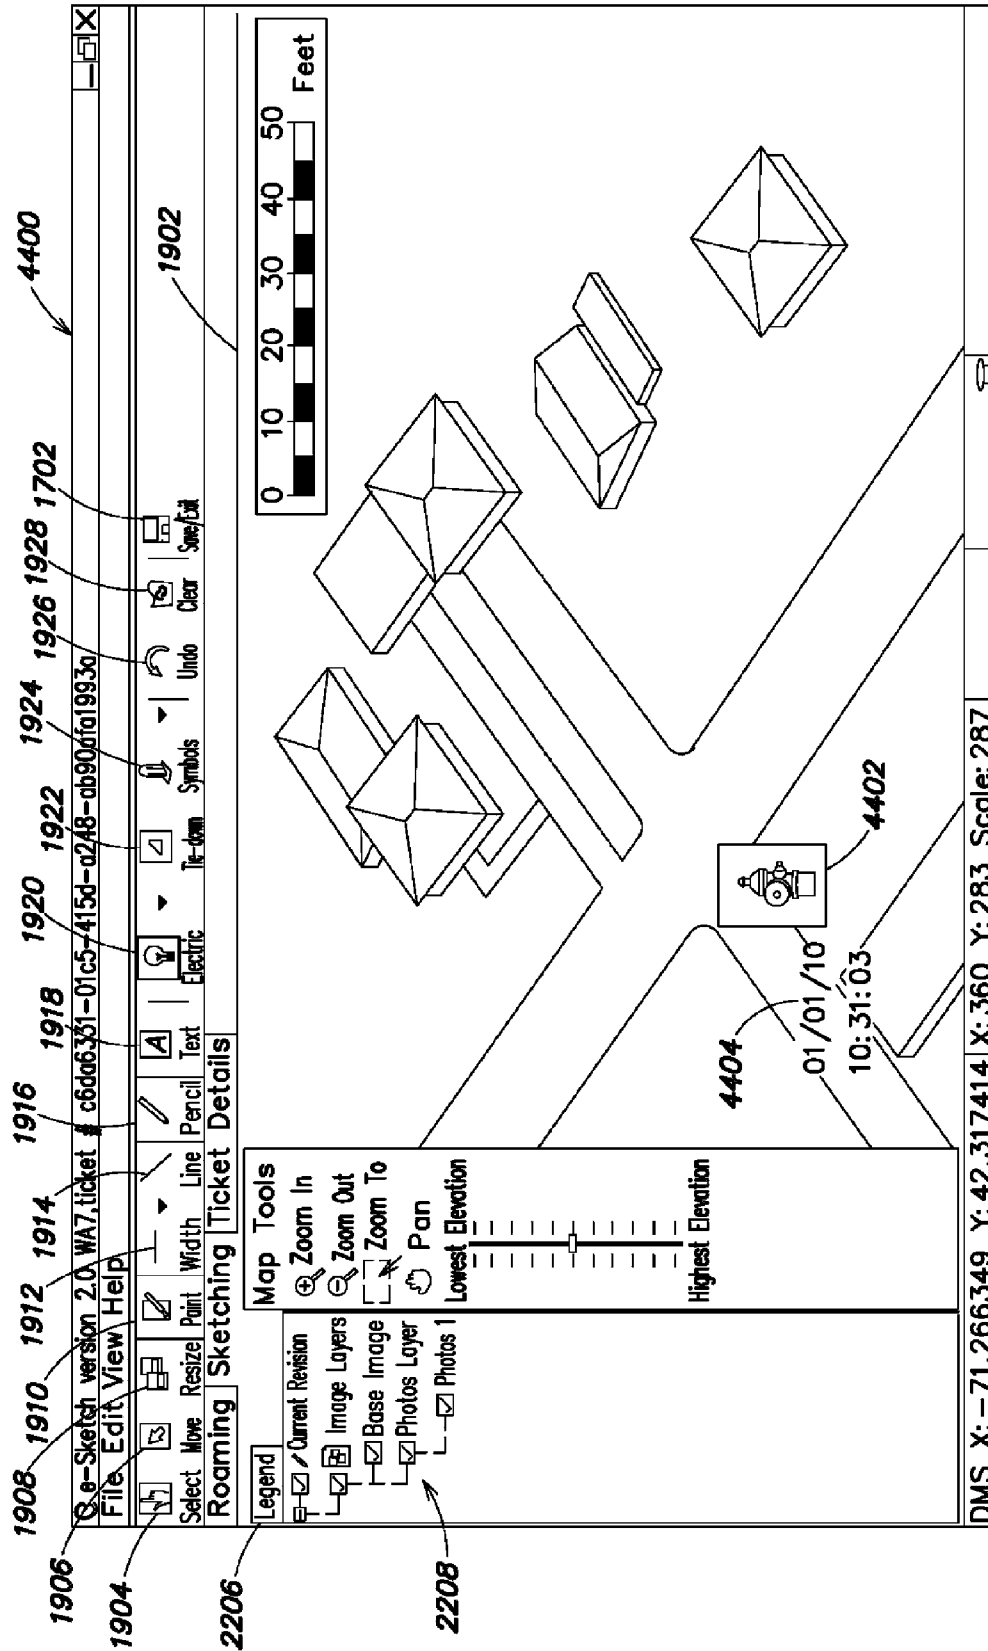 4400
e-Sketch version 2.0 WA7, ticket # c6da6331-01c5-415d-a248-ab90dfa1993a
File Edit View Help
1904
1906
1908
1910
1912
1914
1916
1918
1920
1922
1924
1926
1928
1702
Select Move Resize Paint Width Line Pencil Text Electric Tie-down Symbols Undo Clear Save/Exit
Roaming Sketching Ticket Details
1902
2206
Legend
Current Revision
Image Layers
Base Image
Photos Layer
Photos 1
2208
Map Tools
Zoom In
Zoom Out
Zoom To
Pan
Lowest Elevation
Highest Elevation
0 10 20 30 40 50
Feet
4404
01/01/10
10:31:03
4402
DMS X:-71.266349 Y:42.317414 X:360 Y:283 Scale:287